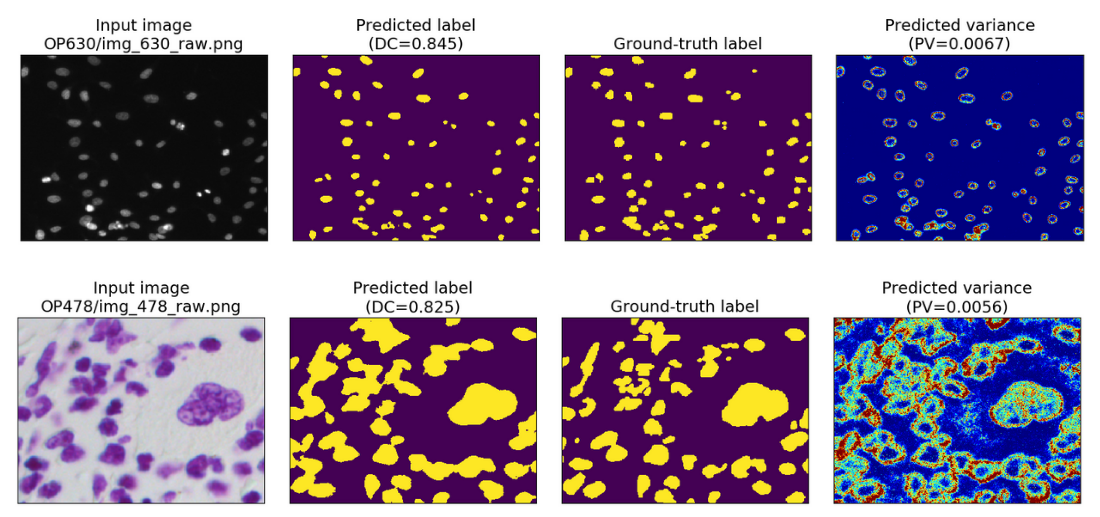 Input image
OP630/img_630_raw.png
Predicted label
(DC=0.845)
Ground-truth label
Predicted variance
(PV=0.0067)
Input image
OP478/img_478_raw.png
Predicted label
(DC=0.825)
Ground-truth label
Predicted variance
(PV=0.0056)